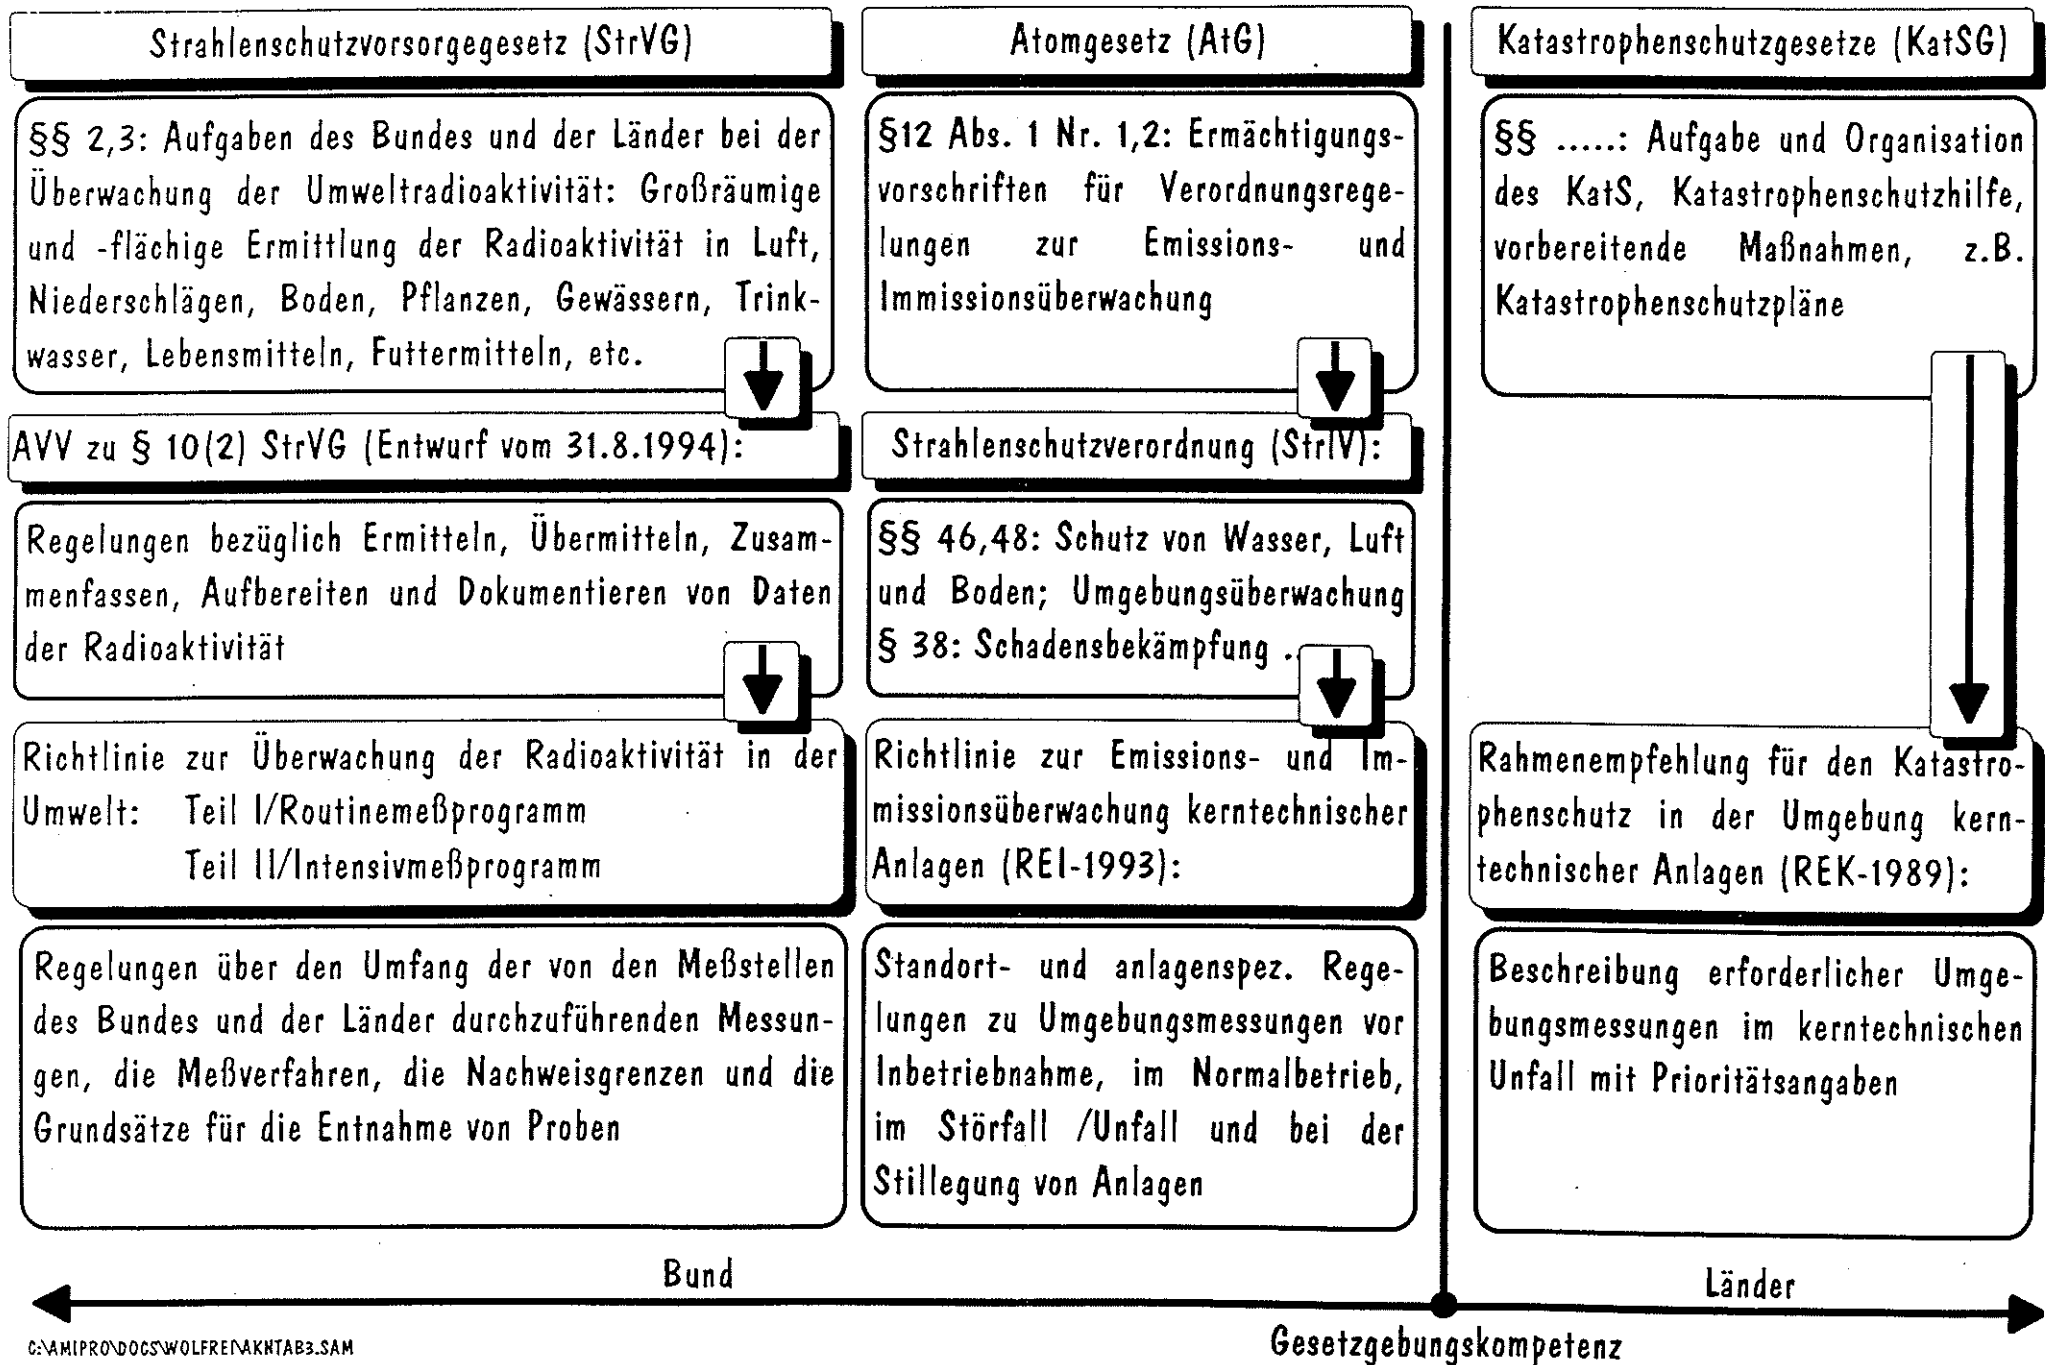 Strahlenschutzvorsorgegesetz (StrVG)
§§ 2,3: Aufgaben des Bundes und der Länder bei der
Überwachung der Umweltradioaktivität: Großräumige
und -flächige Ermittlung der Radioaktivität in Luft,
Niederschlägen, Boden, Pflanzen, Gewässern, Trink-
wasser, Lebensmitteln, Futtermitteln, etc.
AVV zu § 10(2) StrVG (Entwurf vom 31.8.1994):
Regelungen bezüglich Ermitteln, Übermitteln, Zusam-
menfassen, Aufbereiten und Dokumentieren von Daten
der Radioaktivität
Richtlinie zur Überwachung der Radioaktivität in der
Umwelt: Teil I/Routinemeßprogramm
Teil II/Intensivmeßprogramm
Regelungen über den Umfang der von den Meßstellen
des Bundes und der Länder durchzuführenden Messun-
gen, die Meßverfahren, die Nachweisgrenzen und die
Grundsätze für die Entnahme von Proben
Atomgesetz (AtG)
§12 Abs. 1 Nr. 1,2: Ermächtigungs-
vorschriften für Verordnungsrege-
lungen zur Emissions- und
Immissionsüberwachung
Strahlenschutzverordnung (StrlV):
§§ 46,48: Schutz von Wasser, Luft
und Boden; Umgebungsüberwachung
§ 38: Schadensbekämpfung ..
Richtlinie zur Emissions- und Im-
missionsüberwachung kerntechnischer
Anlagen (REI-1993):
Standort- und anlagenspez. Rege-
lungen zu Umgebungsmessungen vor
Inbetriebnahme, im Normalbetrieb,
im Störfall /Unfall und bei der
Stillegung von Anlagen
Katastrophenschutzgesetze (KatSG)
§§ .....: Aufgabe und Organisation
des KatS, Katastrophenschutzhilfe,
vorbereitende Maßnahmen, z.B.
Katastrophenschutzpläne
Rahmenempfehlung für den Katastro-
phenschutz in der Umgebung kern-
technischer Anlagen (REK-1989):
Beschreibung erforderlicher Umge-
bungsmessungen im kerntechnischen
Unfall mit Prioritätsangaben
Bund
Länder
Gesetzgebungskompetenz
C:\AMIPRO\DOCS\WOLFREI\AKNTAB3.SAM